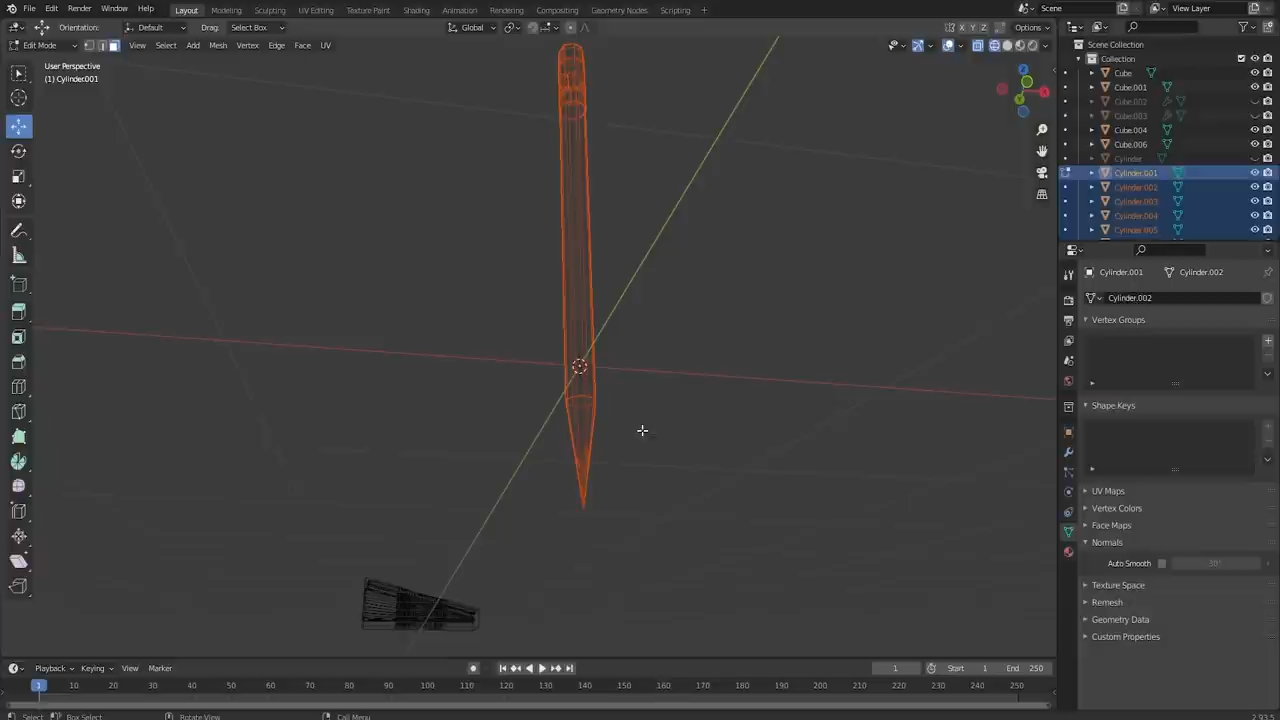 File Edit Render Window Help
Layout Modeling Sculpting UV Editing Texture Paint Shading Animation Rendering Compositing Geometry Nodes Scripting +
Scene View Layer
Orientation: Default Drag: Select Box
Global
X Y Z Options
Edit Mode View Select Add Mesh Vertex Edge Face UV
User Perspective
(1) Cylinder.001
Scene Collection
Collection
Cube
Cube.001
Cube.002
Cube.003
Cube.004
Cube.006
Cylinder
Cylinder.001
Cylinder.002
Cylinder.003
Cylinder.004
Cylinder.005
Cylinder.001 Cylinder.002
Cylinder.002
Vertex Groups
Shape Keys
UV Maps
Vertex Colors
Face Maps
Normals
Auto Smooth 30°
Texture Space
Remesh
Geometry Data
Custom Properties
Playback Keying View Marker
1 Start 1 End 250
1 10 20 30 40 50 60 70 80 90 100 110 120 130 140 150 160 170 180 190 200 210 220 230 240 250
Select Box Select Rotate View Call Menu 2.93.5